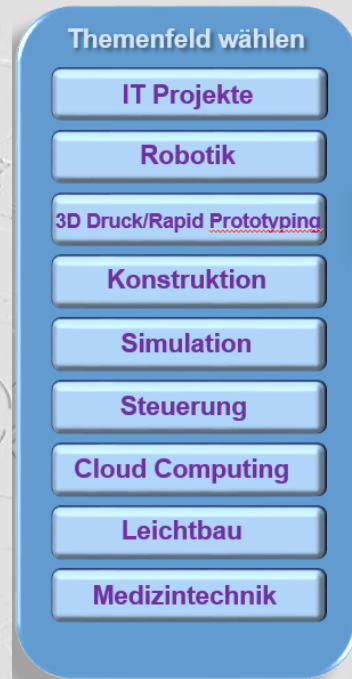 Themenfeld wählen
IT Projekte
Robotik
3D Druck/Rapid Prototyping
Konstruktion
Simulation
Steuerung
Cloud Computing
Leichtbau
Medizintechnik